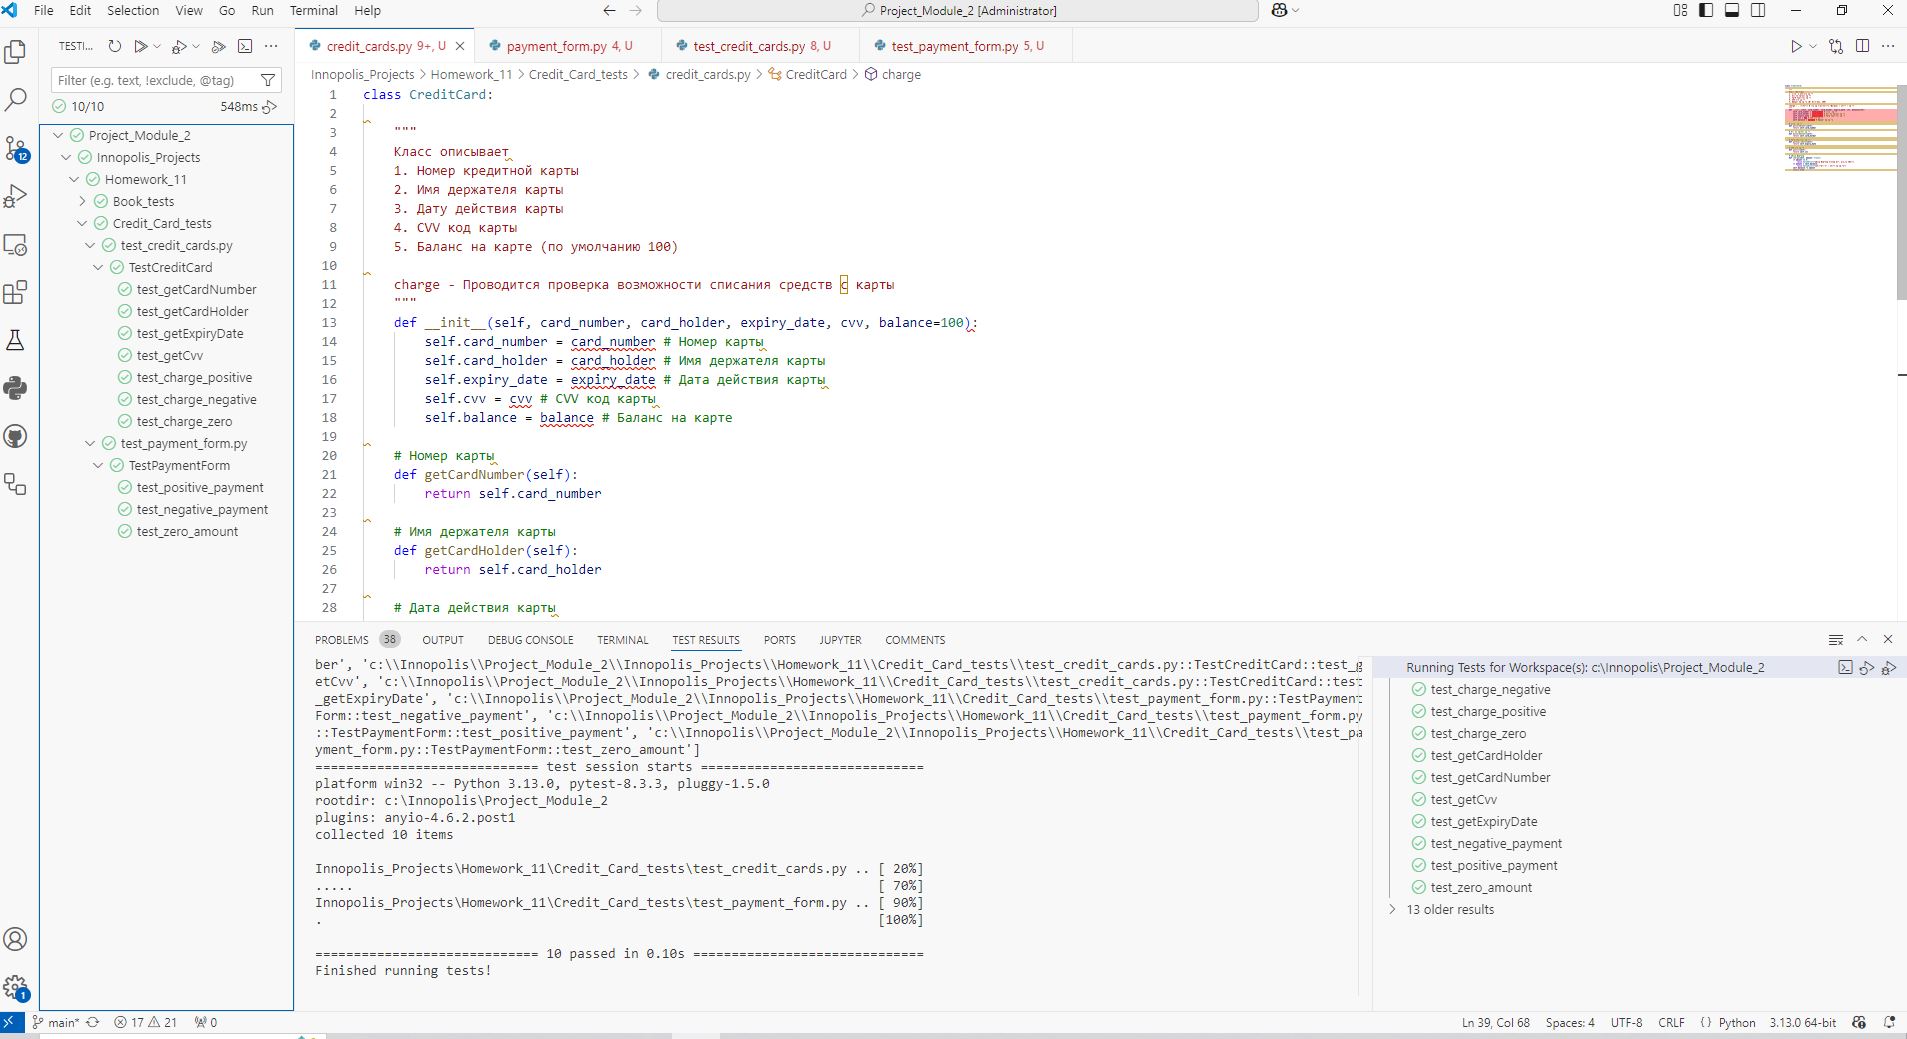 File Edit Selection View Go Run Terminal Help
Project_Module_2 [Administrator]
TESTI...
Filter (e.g. text, !exclude, @tag)
10/10 548ms
Project_Module_2
Innopolis_Projects
Homework_11
Book_tests
Credit_Card_tests
test_credit_cards.py
TestCreditCard
test_getCardNumber
test_getCardHolder
test_getExpiryDate
test_getCvv
test_charge_positive
test_charge_negative
test_charge_zero
test_payment_form.py
TestPaymentForm
test_positive_payment
test_negative_payment
test_zero_amount
12
1
credit_cards.py 9+, U payment_form.py 4, U test_credit_cards.py 8, U test_payment_form.py 5, U
Innopolis_Projects > Homework_11 > Credit_Card_tests > credit_cards.py > CreditCard > charge
1 class CreditCard:
2
3 """
4 Класс описывает
5 1. Номер кредитной карты
6 2. Имя держателя карты
7 3. Дату действия карты
8 4. CVV код карты
9 5. Баланс на карте (по умолчанию 100)
10
11 charge - Проводится проверка возможности списания средств с карты
12 """
13 def __init__(self, card_number, card_holder, expiry_date, cvv, balance=100):
14 self.card_number = card_number # Номер карты
15 self.card_holder = card_holder # Имя держателя карты
16 self.expiry_date = expiry_date # Дата действия карты
17 self.cvv = cvv # CVV код карты
18 self.balance = balance # Баланс на карте
19
20 # Номер карты
21 def getCardNumber(self):
22 return self.card_number
23
24 # Имя держателя карты
25 def getCardHolder(self):
26 return self.card_holder
27
28 # Дата действия карты
PROBLEMS 38 OUTPUT DEBUG CONSOLE TERMINAL TEST RESULTS PORTS JUPYTER COMMENTS
ber', 'c:\\Innopolis\\Project_Module_2\\Innopolis_Projects\\Homework_11\\Credit_Card_tests\\test_credit_cards.py::TestCreditCard::test_g
etCvv', 'c:\\Innopolis\\Project_Module_2\\Innopolis_Projects\\Homework_11\\Credit_Card_tests\\test_credit_cards.py::TestCreditCard::test
_getExpiryDate', 'c:\\Innopolis\\Project_Module_2\\Innopolis_Projects\\Homework_11\\Credit_Card_tests\\test_payment_form.py::TestPayment
Form::test_negative_payment', 'c:\\Innopolis\\Project_Module_2\\Innopolis_Projects\\Homework_11\\Credit_Card_tests\\test_payment_form.py
::TestPaymentForm::test_positive_payment', 'c:\\Innopolis\\Project_Module_2\\Innopolis_Projects\\Homework_11\\Credit_Card_tests\\test_pa
yment_form.py::TestPaymentForm::test_zero_amount']
============================= test session starts =============================
platform win32 -- Python 3.13.0, pytest-8.3.3, pluggy-1.5.0
rootdir: c:\Innopolis\Project_Module_2
plugins: anyio-4.6.2.post1
collected 10 items
Innopolis_Projects\Homework_11\Credit_Card_tests\test_credit_cards.py .. [ 20%]
..... [ 70%]
Innopolis_Projects\Homework_11\Credit_Card_tests\test_payment_form.py .. [ 90%]
. [100%]
============================= 10 passed in 0.10s ==============================
Finished running tests!
Running Tests for Workspace(s): c:\Innopolis\Project_Module_2
test_charge_negative
test_charge_positive
test_charge_zero
test_getCardHolder
test_getCardNumber
test_getCvv
test_getExpiryDate
test_negative_payment
test_positive_payment
test_zero_amount
13 older results
main* 17 21 0 Ln 39, Col 68 Spaces: 4 UTF-8 CRLF Python 3.13.0 64-bit